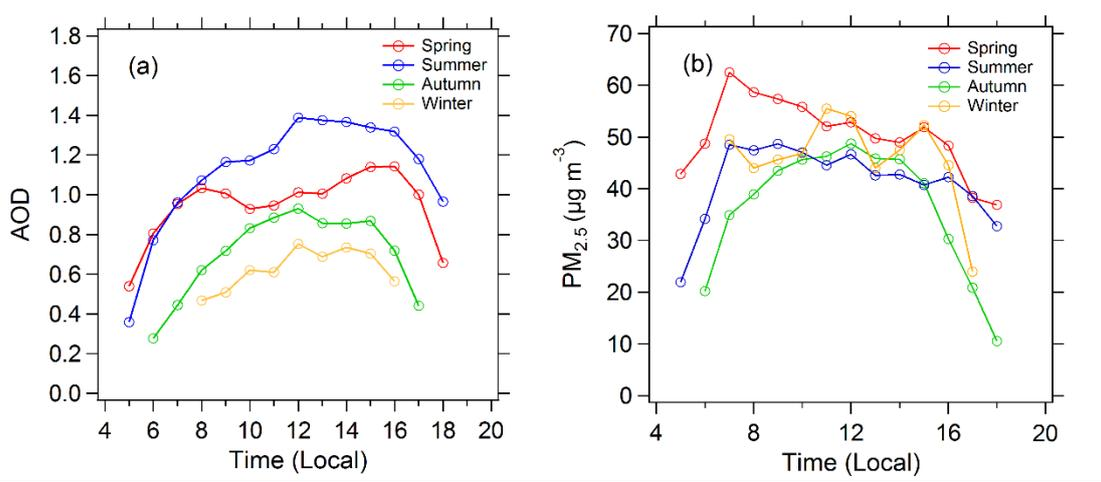 (a)
Spring
Summer
Autumn
Winter
1.8
1.6
1.4
1.2
1.0
0.8
0.6
0.4
0.2
0.0
AOD
4 6 8 10 12 14 16 18 20
Time (Local)
(b)
Spring
Summer
Autumn
Winter
70
60
50
40
30
20
10
0
PM2.5 (µg m−3)
4 8 12 16 20
Time (Local)